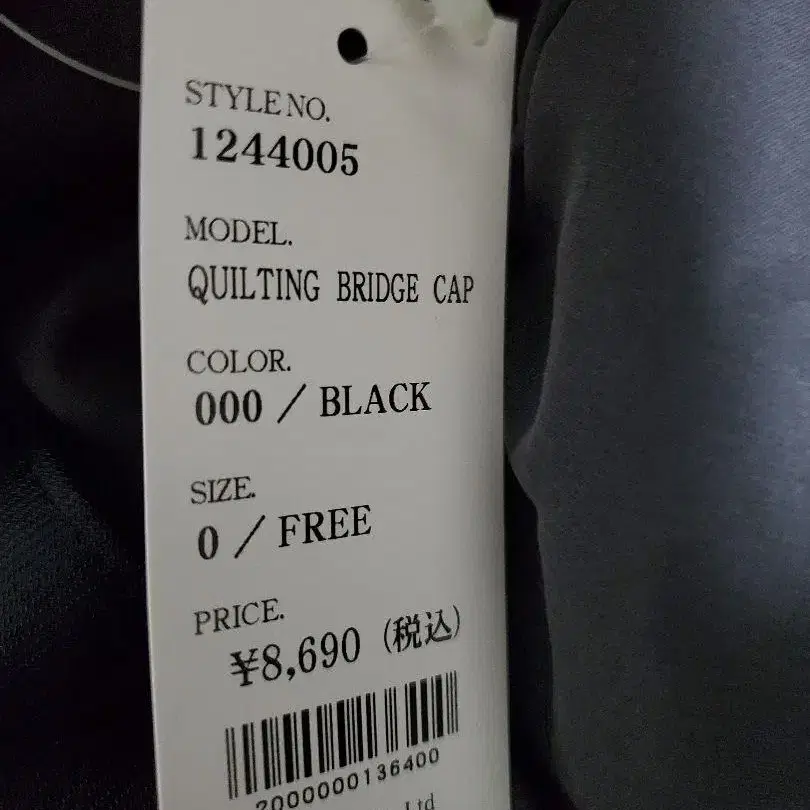 STYLE NO.
1244005
MODEL.
QUILTING BRIDGE CAP
COLOR.
000 / BLACK
SIZE.
0 / FREE
PRICE.
¥8,690 (税込)
2000000136400
Ltd